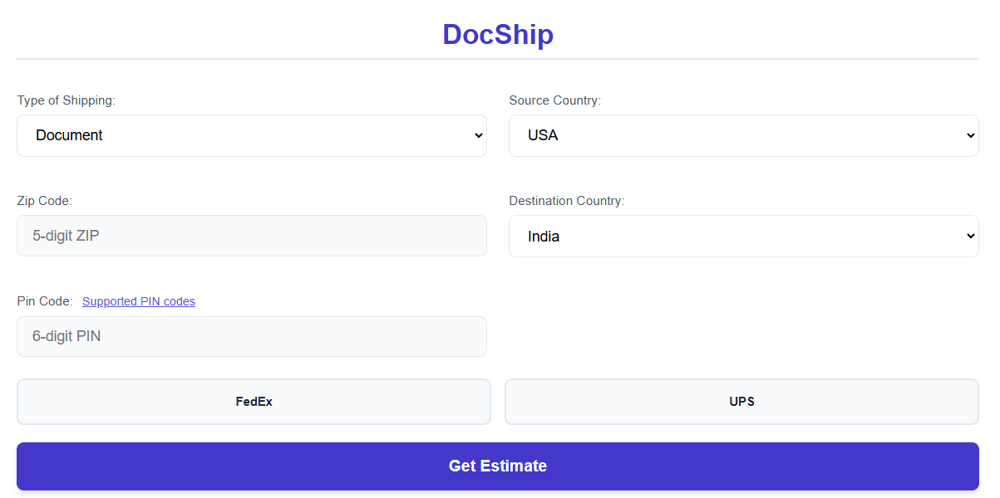 DocShip
Type of Shipping:
Source Country:
Document
USA
Zip Code:
Destination Country:
5-digit ZIP
India
Pin Code: Supported PIN codes
6-digit PIN
FedEx
UPS
Get Estimate